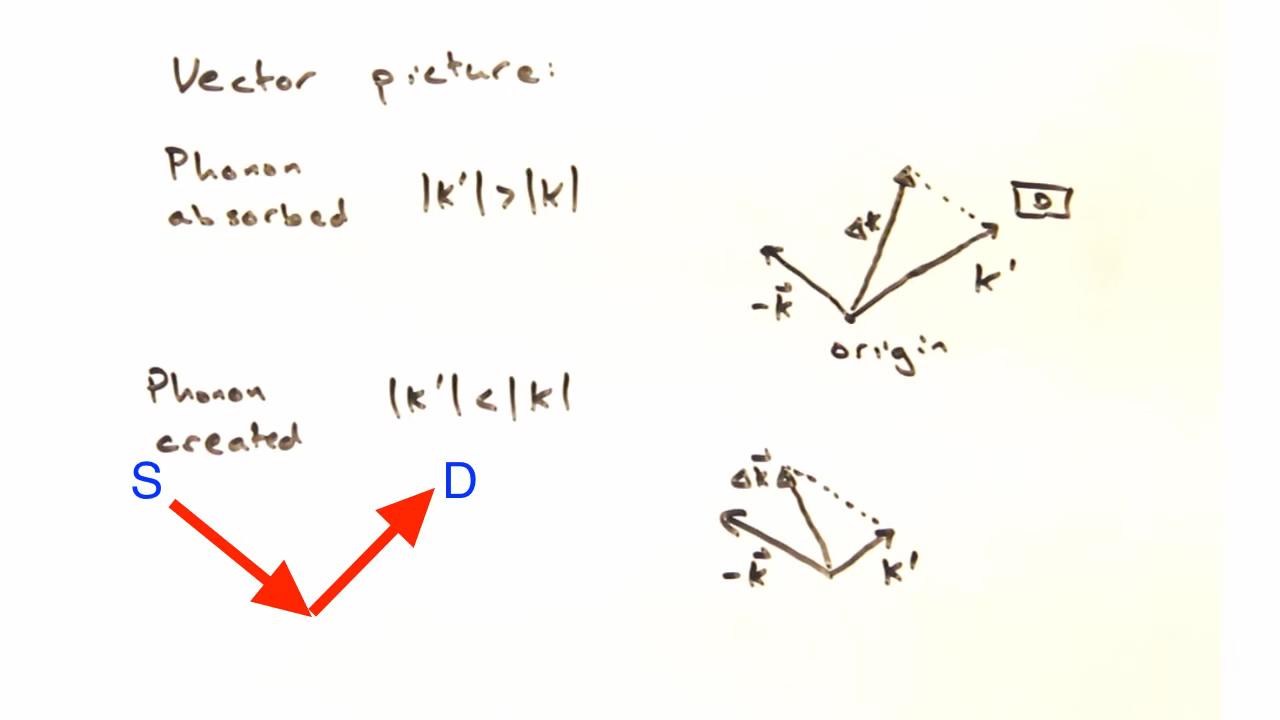 Vector picture:
Phonon
absorbed
|k'| > |k|
D
Δk
-k⃗
k'
origin
Phonon
created
|k'| < |k|
S
D
Δk⃗
-k⃗
k'